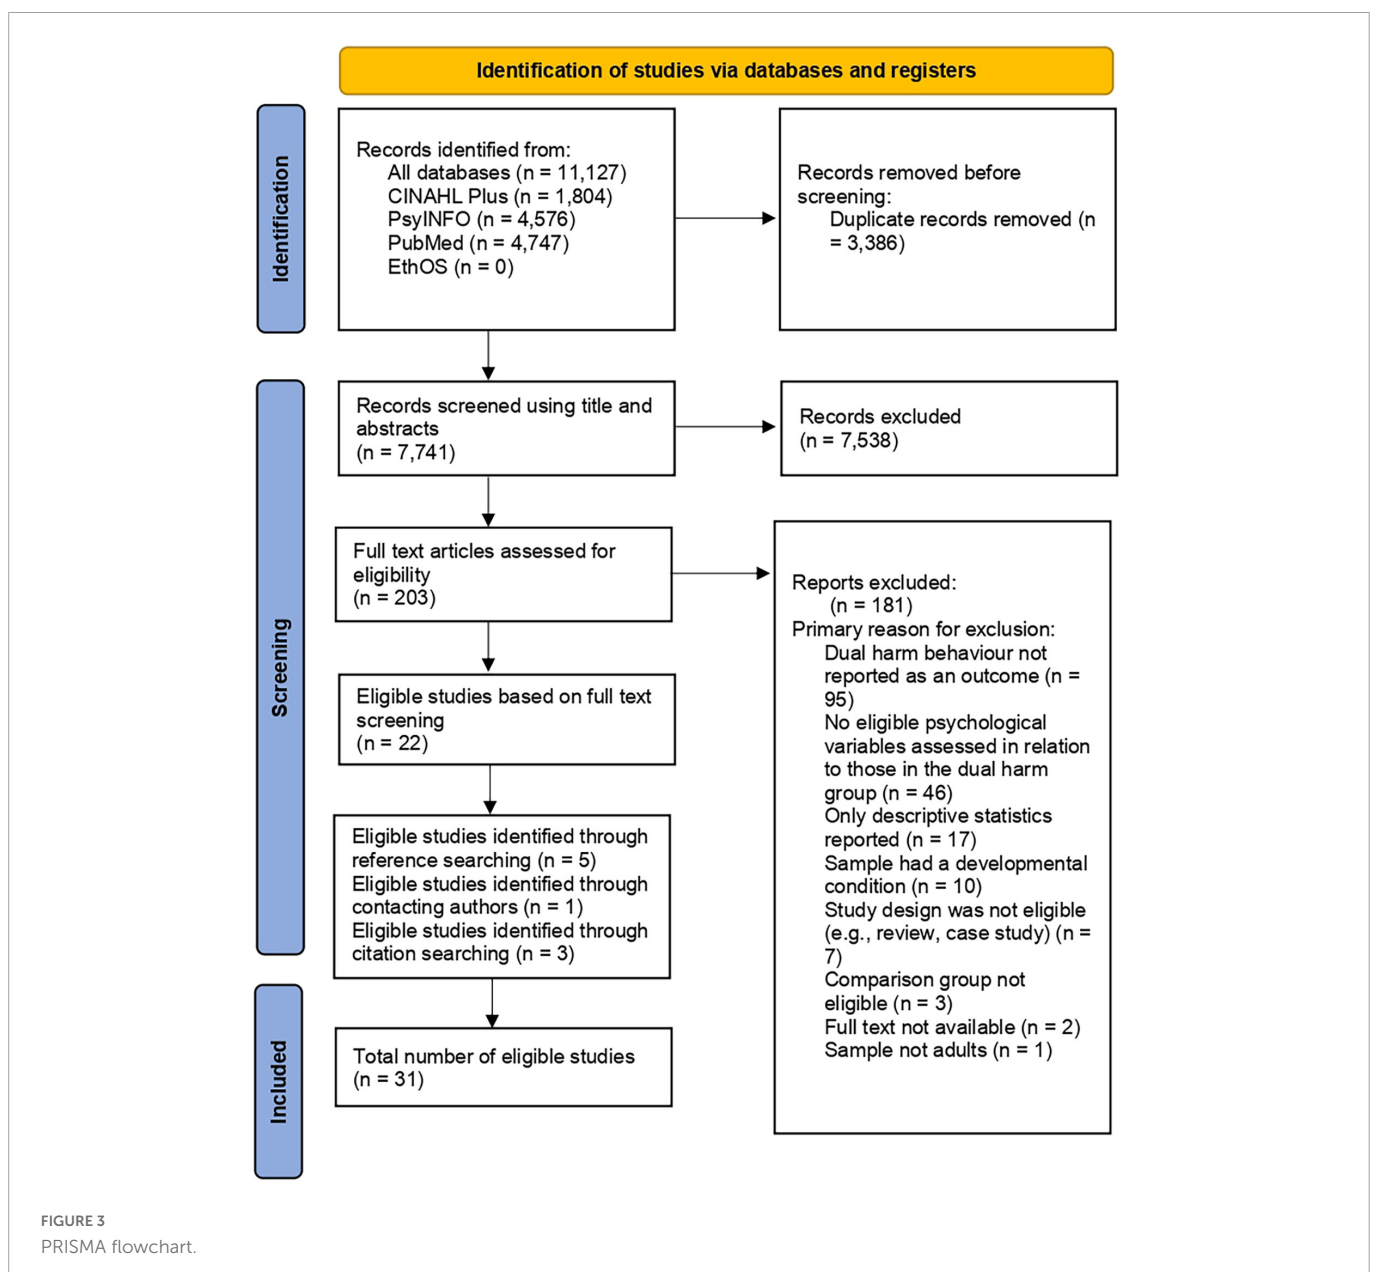 Identification of studies via databases and registers
Identification
Records identified from:
All databases (n = 11,127)
CINAHL Plus (n = 1,804)
PsyINFO (n = 4,576)
PubMed (n = 4,747)
EthOS (n = 0)
Records removed before
screening:
Duplicate records removed (n
= 3,386)
Screening
Records screened using title and
abstracts
(n = 7,741)
Records excluded
(n = 7,538)
Full text articles assessed for
eligibility
(n = 203)
Reports excluded:
(n = 181)
Primary reason for exclusion:
Dual harm behaviour not
reported as an outcome (n =
95)
No eligible psychological
variables assessed in relation
to those in the dual harm
group (n = 46)
Only descriptive statistics
reported (n = 17)
Sample had a developmental
condition (n = 10)
Study design was not eligible
(e.g., review, case study) (n =
7)
Comparison group not
eligible (n = 3)
Full text not available (n = 2)
Sample not adults (n = 1)
Eligible studies based on full text
screening
(n = 22)
Eligible studies identified through
reference searching (n = 5)
Eligible studies identified through
contacting authors (n = 1)
Eligible studies identified through
citation searching (n = 3)
Included
Total number of eligible studies
(n = 31)
FIGURE 3
PRISMA flowchart.